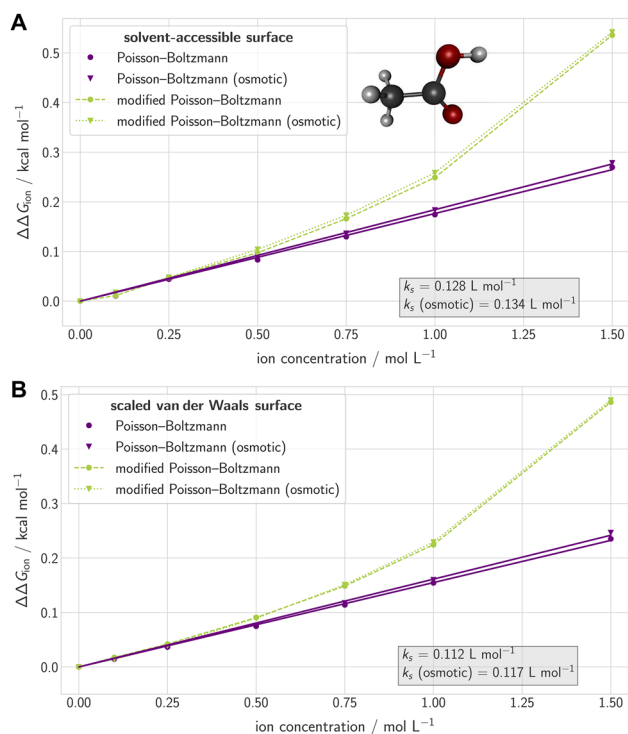 A
solvent-accessible surface
Poisson–Boltzmann
Poisson–Boltzmann (osmotic)
modified Poisson–Boltzmann
modified Poisson–Boltzmann (osmotic)
0.5
0.4
0.3
0.2
0.1
0.0
ΔΔG_ion / kcal mol⁻¹
k_s = 0.128 L mol⁻¹
k_s (osmotic) = 0.134 L mol⁻¹
0.00 0.25 0.50 0.75 1.00 1.25 1.50
ion concentration / mol L⁻¹
B
scaled van der Waals surface
Poisson–Boltzmann
Poisson–Boltzmann (osmotic)
modified Poisson–Boltzmann
modified Poisson–Boltzmann (osmotic)
0.5
0.4
0.3
0.2
0.1
0.0
ΔΔG_ion / kcal mol⁻¹
k_s = 0.112 L mol⁻¹
k_s (osmotic) = 0.117 L mol⁻¹
0.00 0.25 0.50 0.75 1.00 1.25 1.50
ion concentration / mol L⁻¹